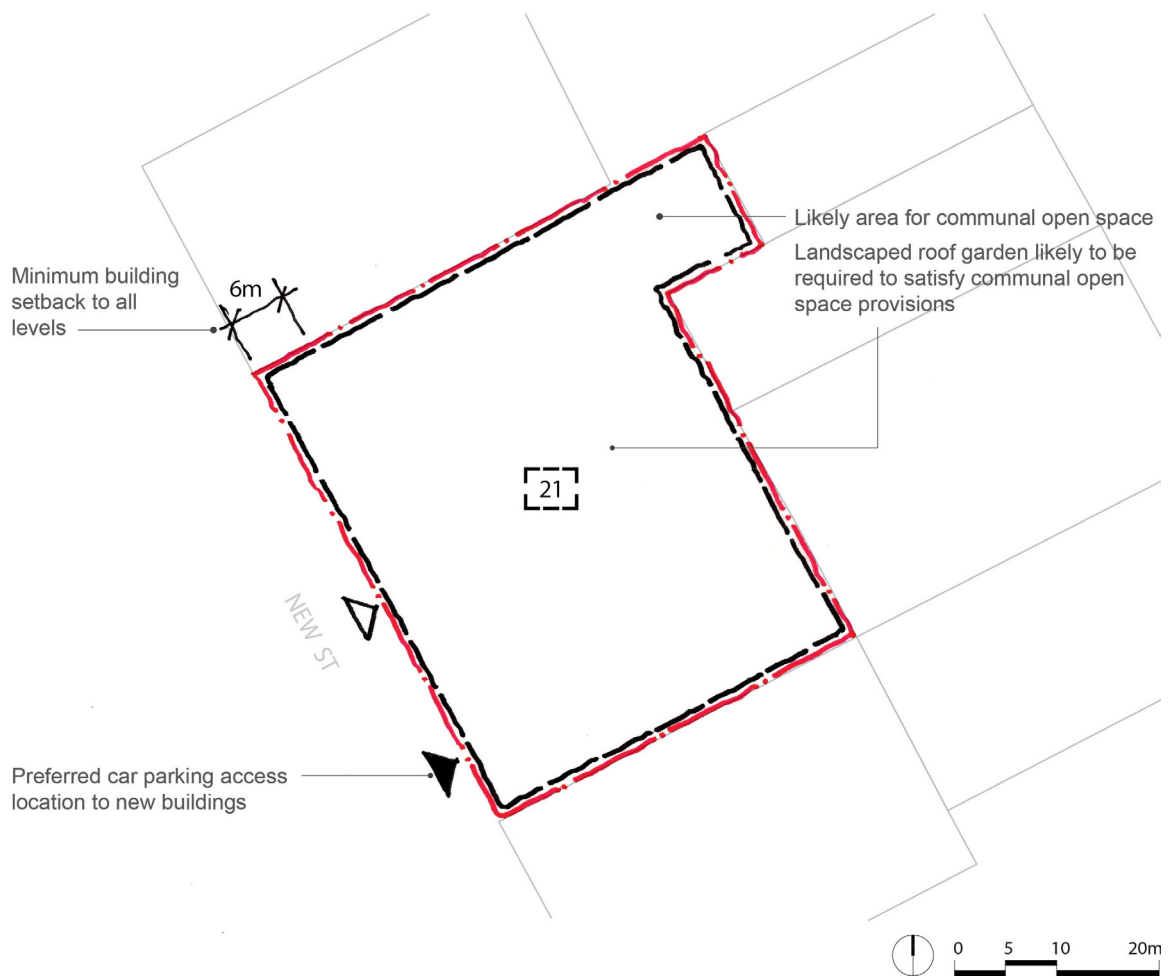 Likely area for communal open space
Landscaped roof garden likely to be
required to satisfy communal open
space provisions
Minimum building
setback to all
levels
6m
21
NEW ST
Preferred car parking access
location to new buildings
0 5 10 20m